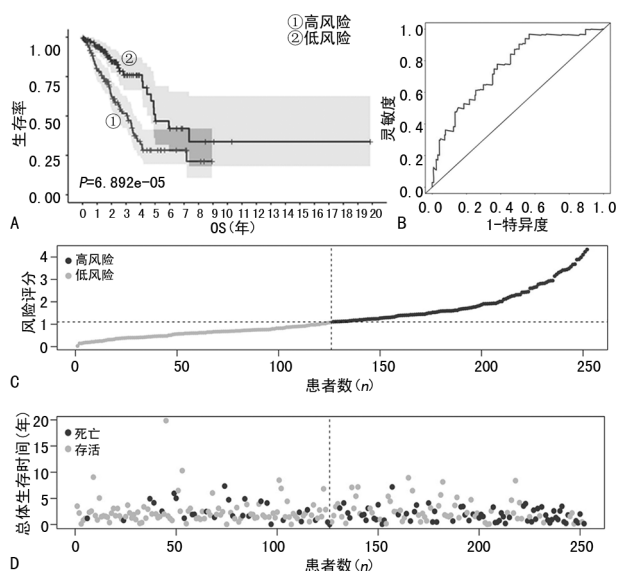 ①高风险
②低风险
1.00
0.75
0.50
0.25
0.00
生存率
②
①
P=6.892e-05
0 1 2 3 4 5 6 7 8 9 10 11 12 13 14 15 16 17 18 19 20
OS(年)
A
1.0
0.8
0.6
0.4
0.2
0.0
灵敏度
0.0 0.2 0.4 0.6 0.8 1.0
1-特异度
B
高风险
低风险
4
3
2
1
0
风险评分
0 50 100 150 200 250
患者数(n)
C
死亡
存活
20
15
10
5
0
总体生存时间(年)
0 50 100 150 200 250
患者数(n)
D